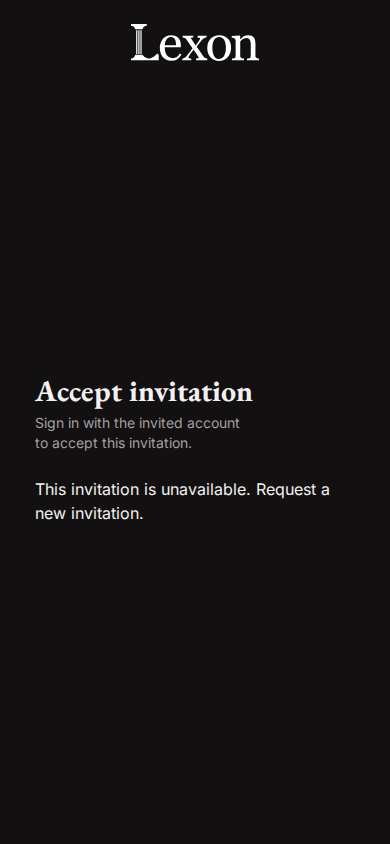 Lexon
Accept invitation
Sign in with the invited account
to accept this invitation.
This invitation is unavailable. Request a
new invitation.